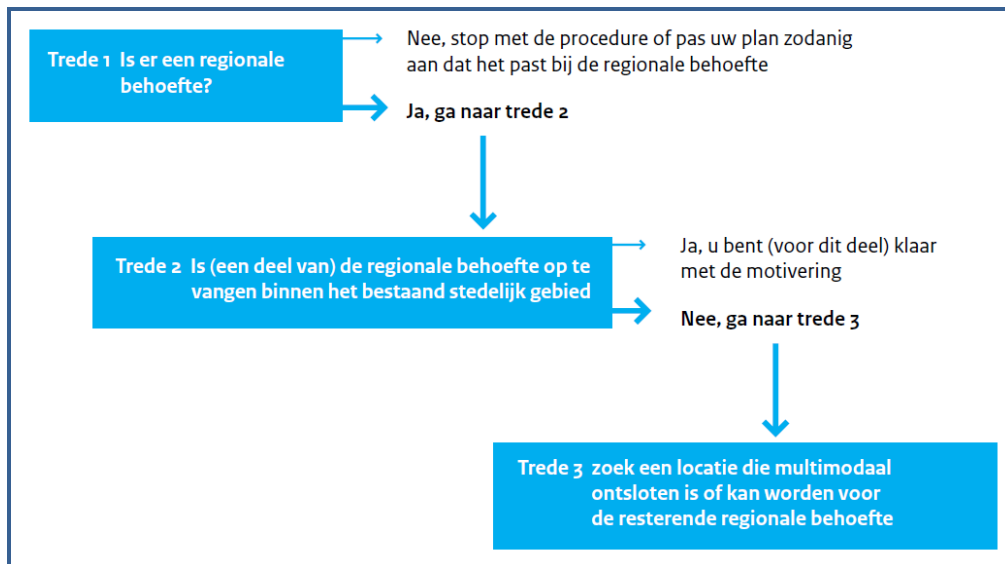 Trede 1 Is er een regionale
behoefte?
Nee, stop met de procedure of pas uw plan zodanig
aan dat het past bij de regionale behoefte
Ja, ga naar trede 2
Trede 2 Is (een deel van) de regionale behoefte op te
vangen binnen het bestaand stedelijk gebied
Ja, u bent (voor dit deel) klaar
met de motivering
Nee, ga naar trede 3
Trede 3 zoek een locatie die multimodaal
ontsloten is of kan worden voor
de resterende regionale behoefte